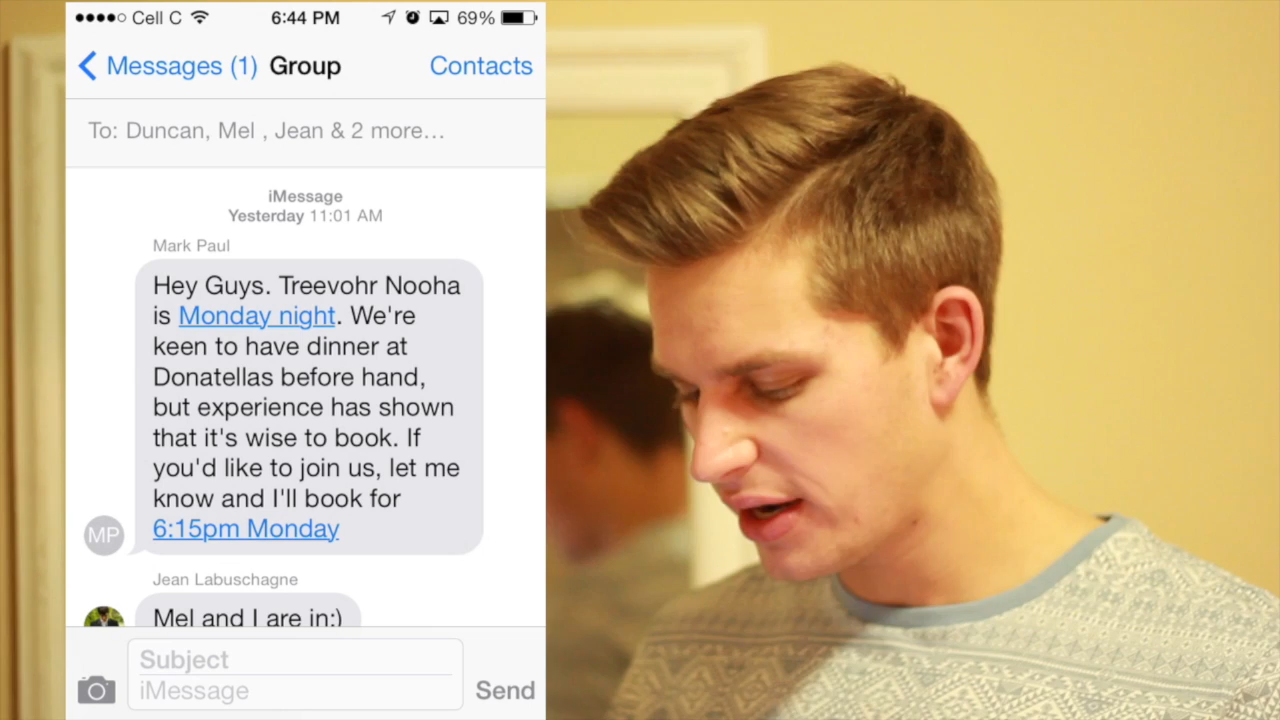 Cell C 6:44 PM 69%
Messages (1) Group Contacts
To: Duncan, Mel , Jean & 2 more…
iMessage
Yesterday 11:01 AM
Mark Paul
Hey Guys. Treevohr Nooha
is Monday night. We're
keen to have dinner at
Donatellas before hand,
but experience has shown
that it's wise to book. If
you'd like to join us, let me
know and I'll book for
6:15pm Monday
MP
Jean Labuschagne
Mel and I are in:)
Subject
iMessage
Send